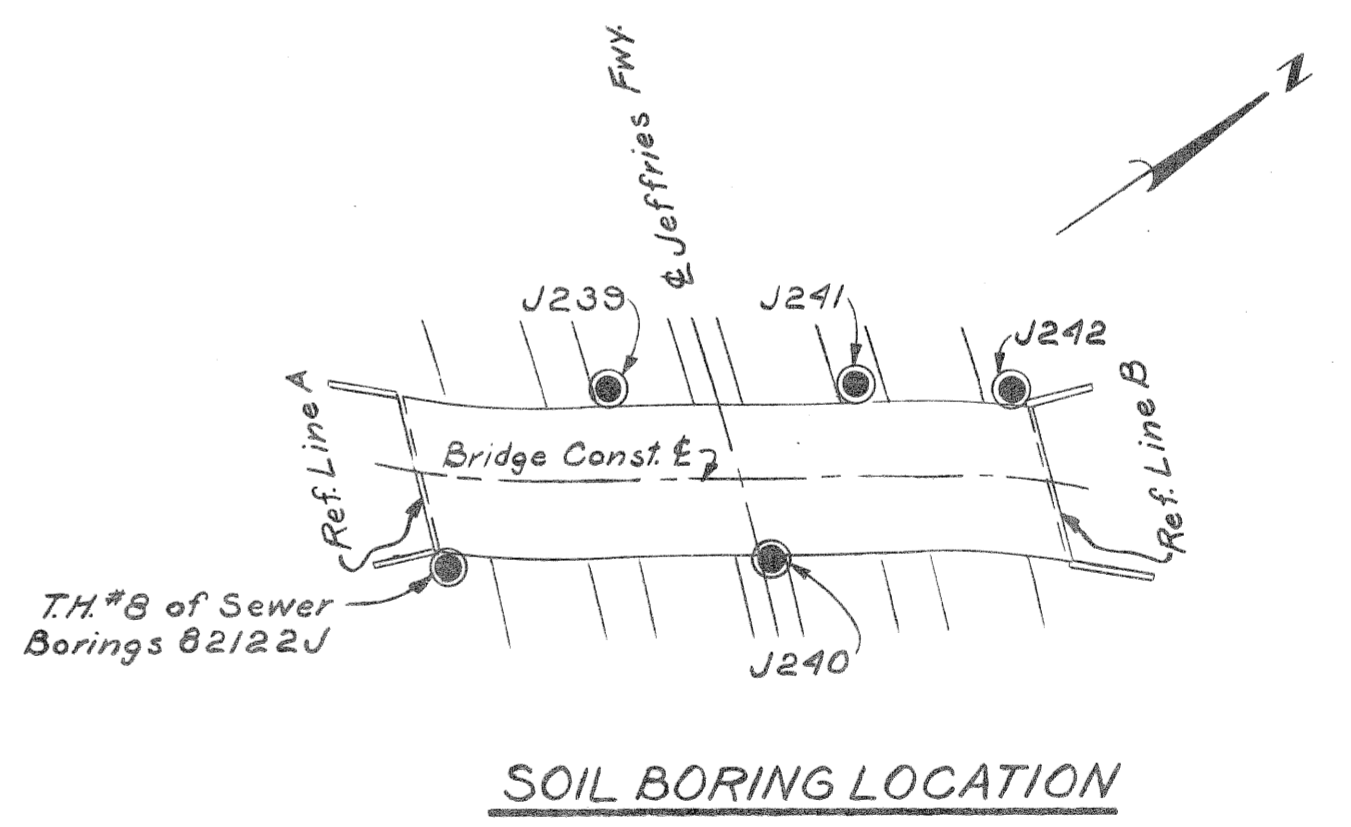 ℄ Jeffries Fwy.
N
J239
J241
J242
Ref. Line A
Bridge Const. ℄
Ref. Line B
T.H. #8 of Sewer
Borings 82122J
J240
SOIL BORING LOCATION